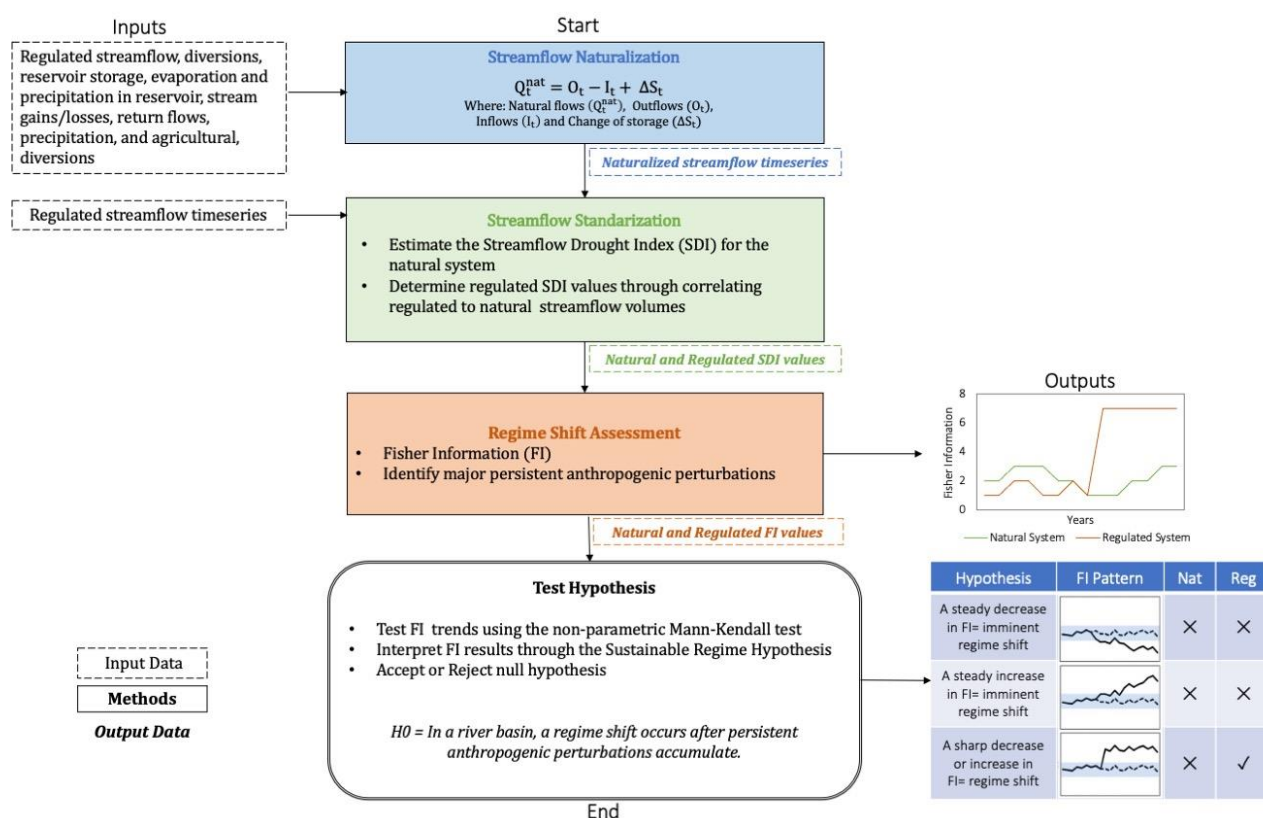 Inputs
Start
Regulated streamflow, diversions,
reservoir storage, evaporation and
precipitation in reservoir, stream
gains/losses, return flows,
precipitation, and agricultural,
diversions
Streamflow Naturalization
Q_t^nat = O_t − I_t + ΔS_t
Where: Natural flows (Q_t^nat), Outflows (O_t),
Inflows (I_t) and Change of storage (ΔS_t)
Naturalized streamflow timeseries
Regulated streamflow timeseries
Streamflow Standarization
• Estimate the Streamflow Drought Index (SDI) for the
natural system
• Determine regulated SDI values through correlating
regulated to natural streamflow volumes
Natural and Regulated SDI values
Regime Shift Assessment
• Fisher Information (FI)
• Identify major persistent anthropogenic perturbations
Natural and Regulated FI values
Outputs
Fisher Information
8
6
4
2
0
Years
Natural System
Regulated System
Test Hypothesis
• Test FI trends using the non-parametric Mann-Kendall test
• Interpret FI results through the Sustainable Regime Hypothesis
• Accept or Reject null hypothesis
H0 = In a river basin, a regime shift occurs after persistent
anthropogenic perturbations accumulate.
End
Hypothesis FI Pattern Nat Reg
A steady decrease
in FI= imminent
regime shift
✕ ✕
A steady increase
in FI= imminent
regime shift
✕ ✕
A sharp decrease
or increase in
FI= regime shift
✕ ✓
Input Data
Methods
Output Data